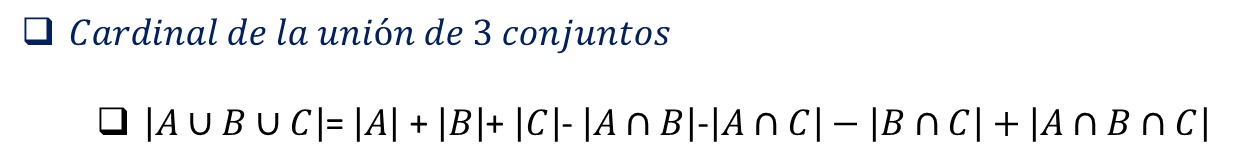 ❑ Cardinal de la unión de 3 conjuntos
❑ |A ∪ B ∪ C|= |A| + |B|+ |C|- |A ∩ B|-|A ∩ C| − |B ∩ C| + |A ∩ B ∩ C|